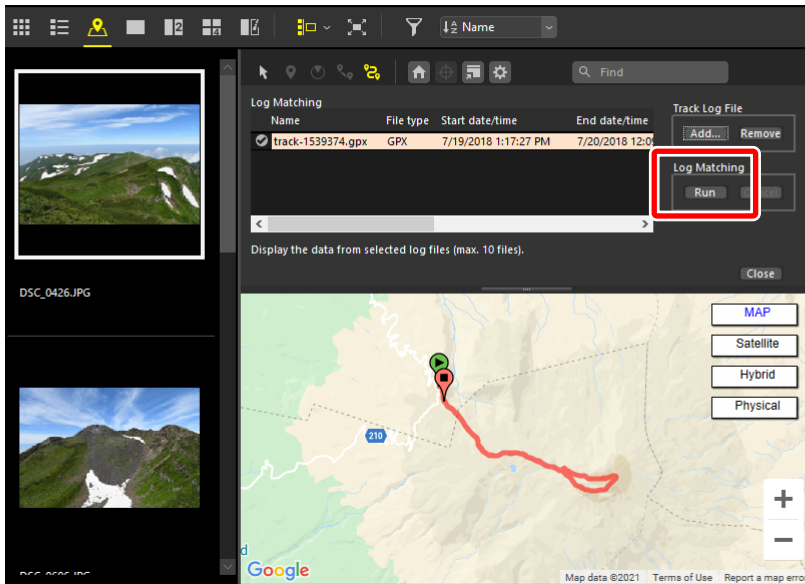 Name
Find
Log Matching
Name File type Start date/time End date/time
track-1539374.gpx GPX 7/19/2018 1:17:27 PM 7/20/2018 12:0
Track Log File
Add... Remove
Log Matching
Run
Display the data from selected log files (max. 10 files).
Close
DSC_0426.JPG
MAP
Satellite
Hybrid
Physical
210
d
Google
Map data ©2021 Terms of Use Report a map erro